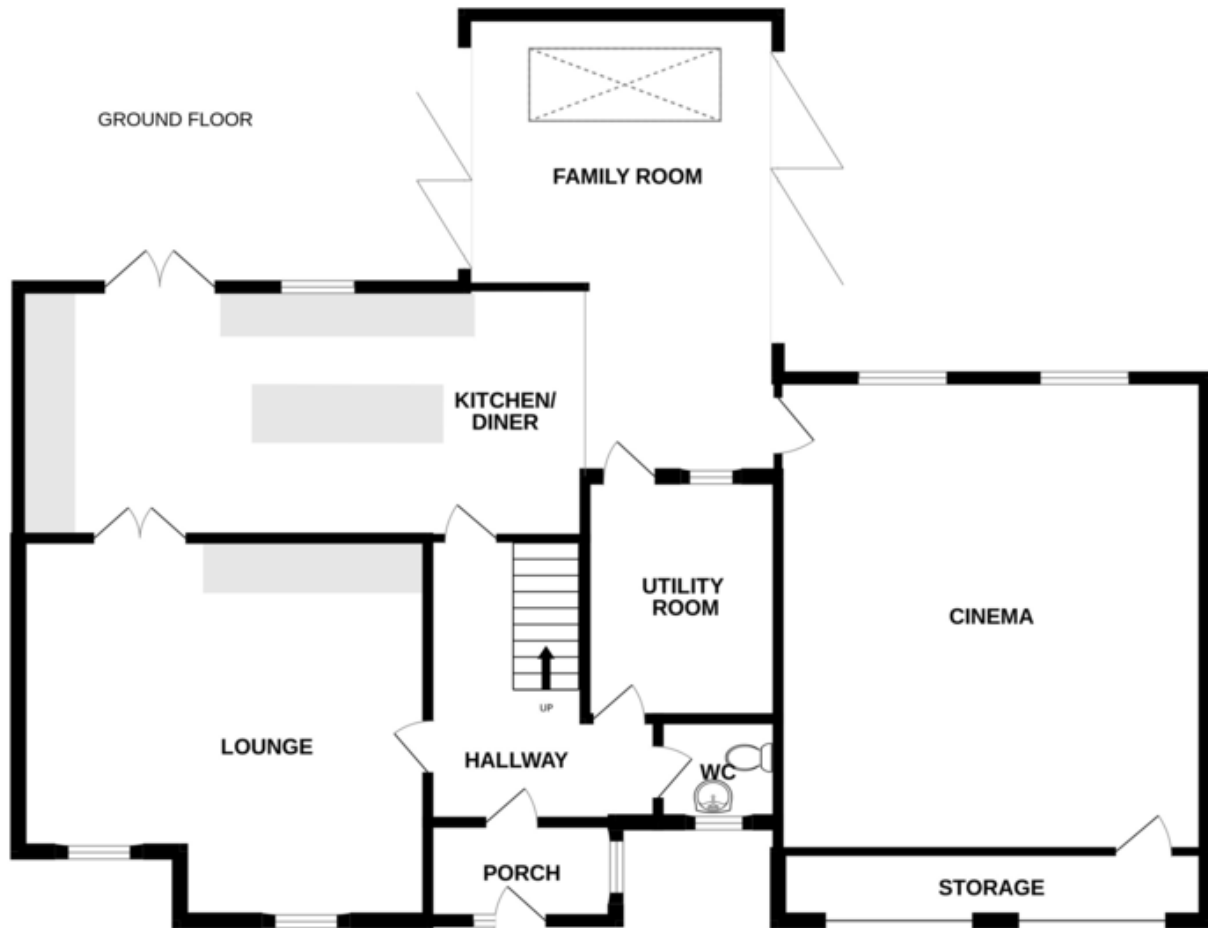 GROUND FLOOR
FAMILY ROOM
KITCHEN/
DINER
UTILITY
ROOM
CINEMA
UP
LOUNGE
HALLWAY
WC
PORCH
STORAGE